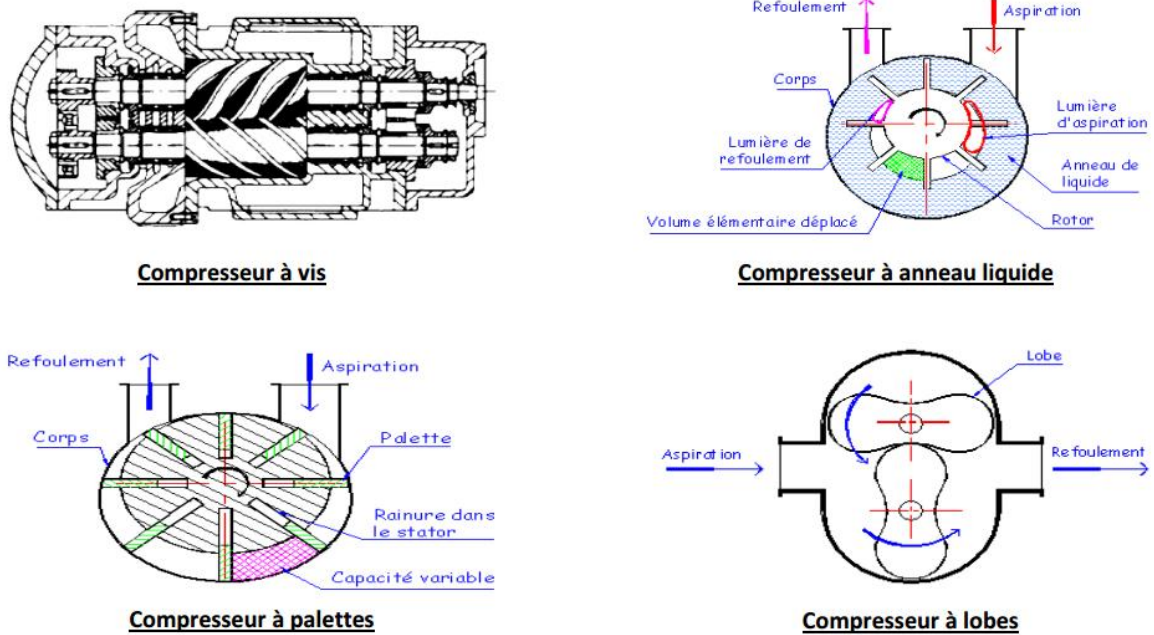 Compresseur à vis
Refoulement
Aspiration
Corps
Lumière
d'aspiration
Lumière de
refoulement
Anneau de
liquide
Volume élémentaire déplacé
Rotor
Compresseur à anneau liquide
Refoulement
Aspiration
Corps
Palette
Rainure dans
le stator
Capacité variable
Compresseur à palettes
Lobe
Aspiration
Refoulement
Compresseur à lobes